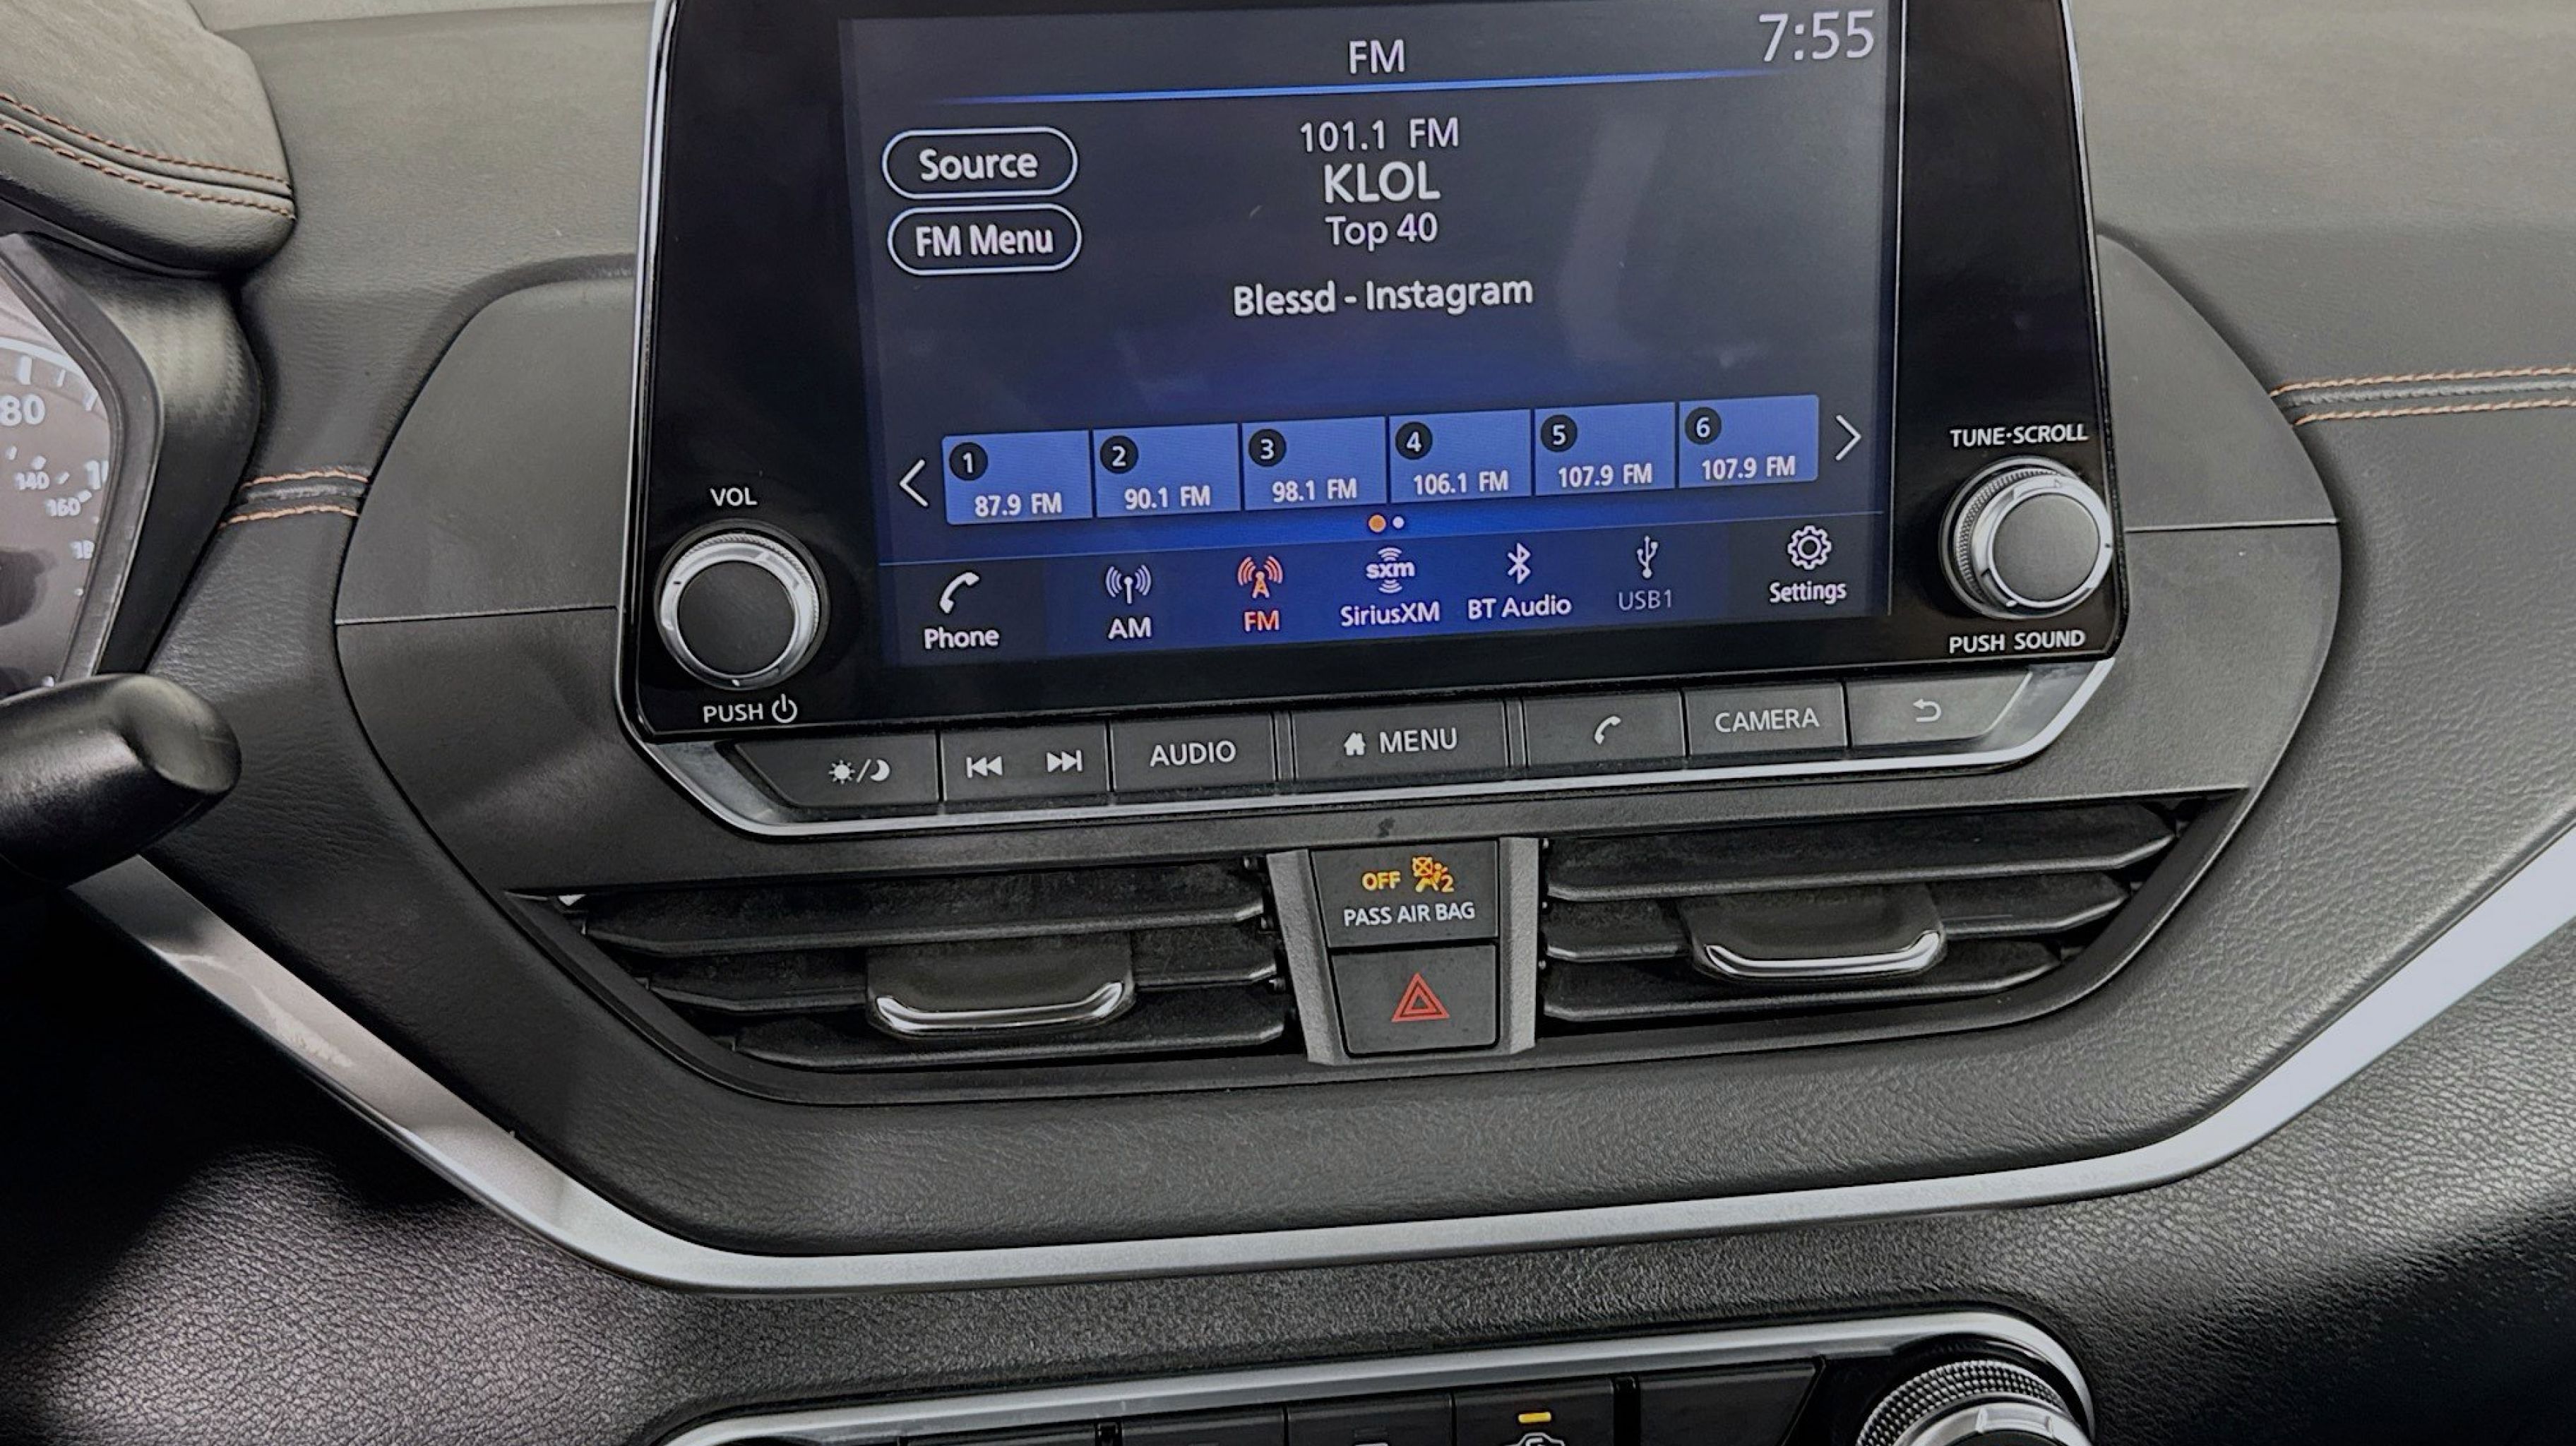 FM
7:55
Source
FM Menu
101.1 FM
KLOL
Top 40
Blessd - Instagram
1
87.9 FM
2
90.1 FM
3
98.1 FM
4
106.1 FM
5
107.9 FM
6
107.9 FM
Phone
AM
FM
sxm
SiriusXM
BT Audio
USB1
Settings
VOL
PUSH
TUNE·SCROLL
PUSH SOUND
AUDIO
MENU
CAMERA
OFF 2
PASS AIR BAG
80
140
160